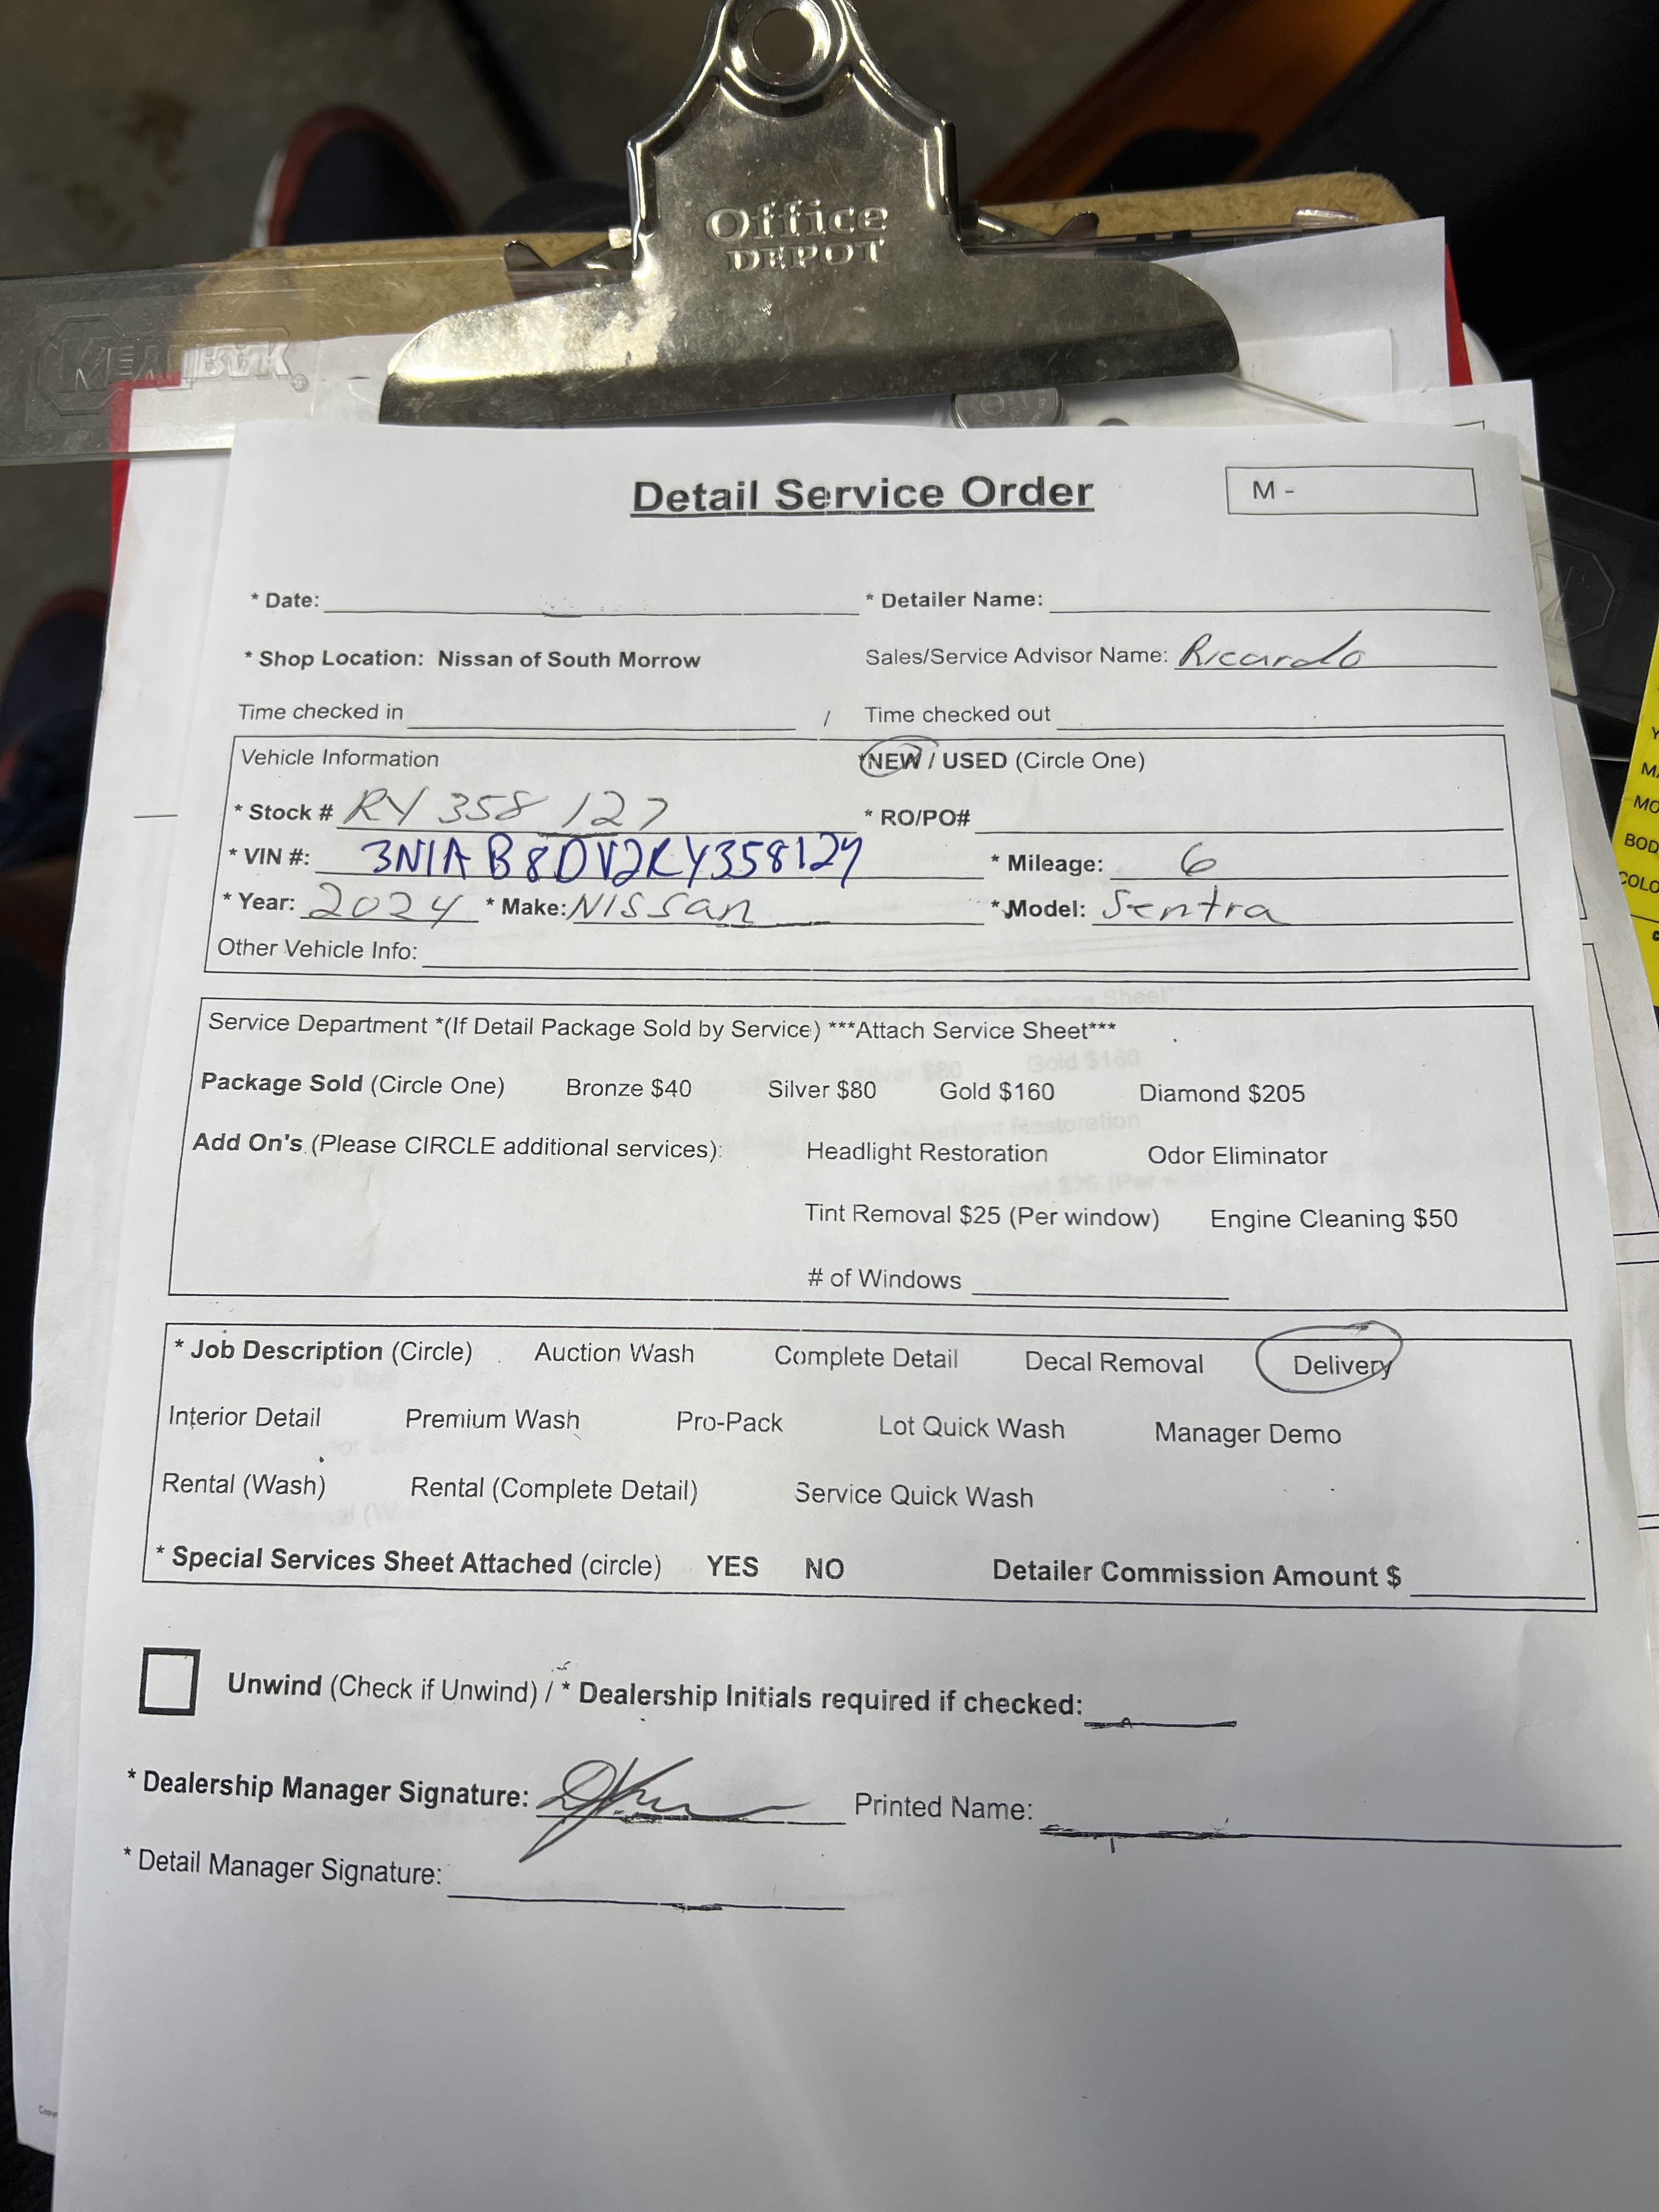 Office
DEPOT
KEALBAK®
Detail Service Order
M -
* Date:
* Detailer Name:
* Shop Location: Nissan of South Morrow
Sales/Service Advisor Name: Ricardo
Time checked in / Time checked out
Vehicle Information
*NEW / USED (Circle One)
* Stock # RY 358 127
* RO/PO#
* VIN #: 3N1AB8DV2RY358127
* Mileage: 6
* Year: 2024 * Make: Nissan * Model: Sentra
Other Vehicle Info:
Service Department *(If Detail Package Sold by Service) ***Attach Service Sheet***
Package Sold (Circle One) Bronze $40 Silver $80 Gold $160 Diamond $205
Add On's (Please CIRCLE additional services): Headlight Restoration Odor Eliminator
Tint Removal $25 (Per window) Engine Cleaning $50
# of Windows
* Job Description (Circle) Auction Wash Complete Detail Decal Removal Delivery
Interior Detail Premium Wash Pro-Pack Lot Quick Wash Manager Demo
Rental (Wash) Rental (Complete Detail) Service Quick Wash
* Special Services Sheet Attached (circle) YES NO Detailer Commission Amount $
Unwind (Check if Unwind) / * Dealership Initials required if checked:
* Dealership Manager Signature: Printed Name:
* Detail Manager Signature:
MO
BOD
COLO